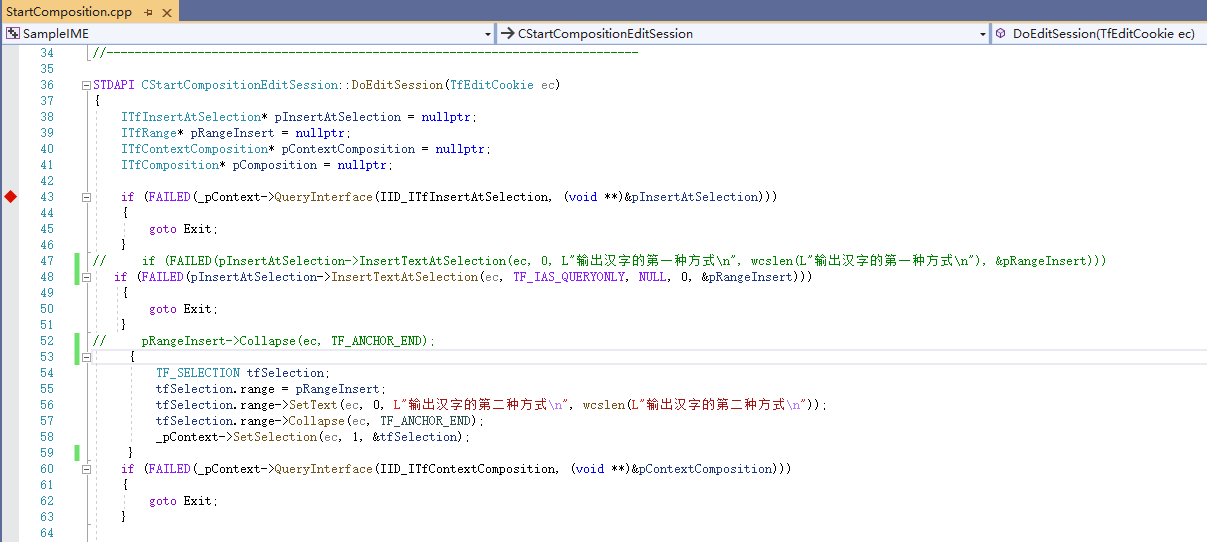 StartComposition.cpp
SampleIME CStartCompositionEditSession DoEditSession(TfEditCookie ec)
34 //---------------------------------------------------------------------------
35
36 STDAPI CStartCompositionEditSession::DoEditSession(TfEditCookie ec)
37 {
38 ITfInsertAtSelection* pInsertAtSelection = nullptr;
39 ITfRange* pRangeInsert = nullptr;
40 ITfContextComposition* pContextComposition = nullptr;
41 ITfComposition* pComposition = nullptr;
42
43 if (FAILED(_pContext->QueryInterface(IID_ITfInsertAtSelection, (void **)&pInsertAtSelection)))
44 {
45 goto Exit;
46 }
47 // if (FAILED(pInsertAtSelection->InsertTextAtSelection(ec, 0, L"输出汉字的第一种方式\n", wcslen(L"输出汉字的第一种方式\n"), &pRangeInsert)))
48 if (FAILED(pInsertAtSelection->InsertTextAtSelection(ec, TF_IAS_QUERYONLY, NULL, 0, &pRangeInsert)))
49 {
50 goto Exit;
51 }
52 // pRangeInsert->Collapse(ec, TF_ANCHOR_END);
53 {
54 TF_SELECTION tfSelection;
55 tfSelection.range = pRangeInsert;
56 tfSelection.range->SetText(ec, 0, L"输出汉字的第二种方式\n", wcslen(L"输出汉字的第二种方式\n"));
57 tfSelection.range->Collapse(ec, TF_ANCHOR_END);
58 _pContext->SetSelection(ec, 1, &tfSelection);
59 }
60 if (FAILED(_pContext->QueryInterface(IID_ITfContextComposition, (void **)&pContextComposition)))
61 {
62 goto Exit;
63 }
64